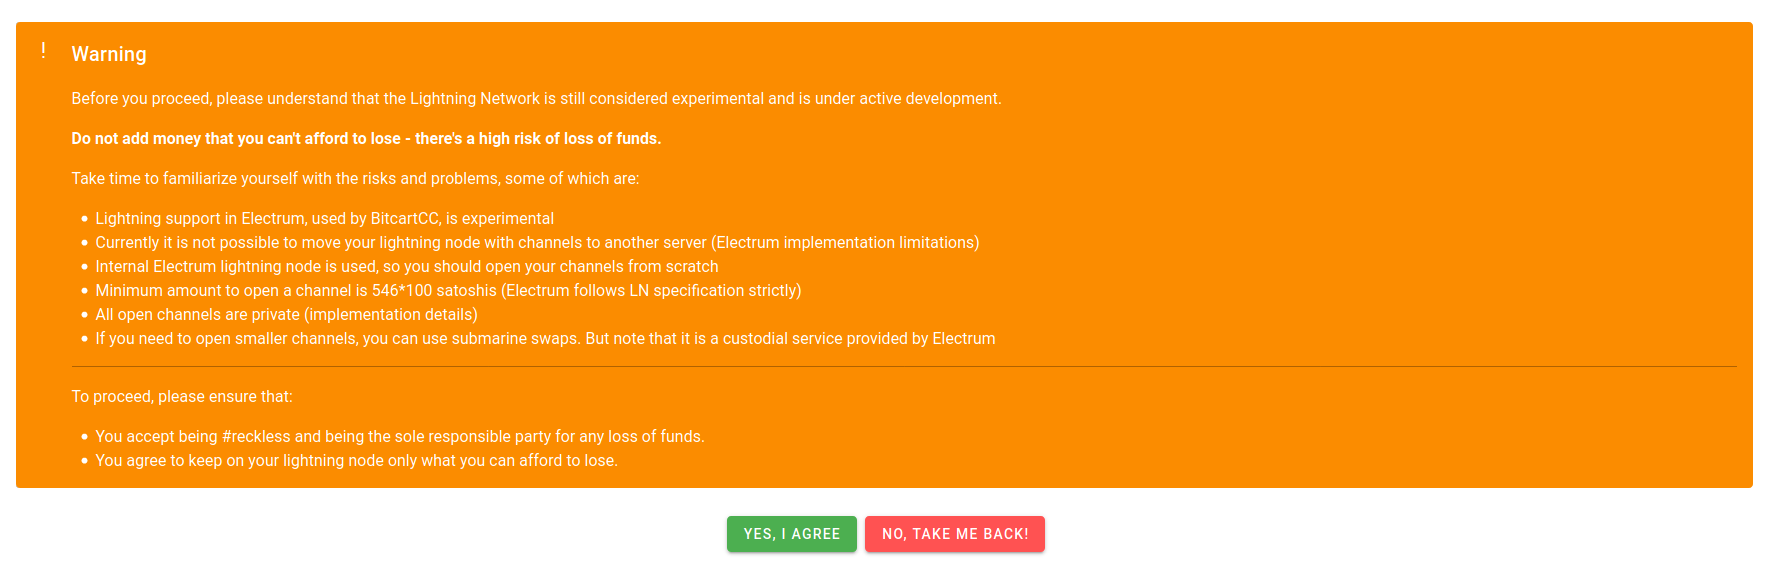 !
Warning
Before you proceed, please understand that the Lightning Network is still considered experimental and is under active development.
Do not add money that you can't afford to lose - there's a high risk of loss of funds.
Take time to familiarize yourself with the risks and problems, some of which are:
• Lightning support in Electrum, used by BitcartCC, is experimental
• Currently it is not possible to move your lightning node with channels to another server (Electrum implementation limitations)
• Internal Electrum lightning node is used, so you should open your channels from scratch
• Minimum amount to open a channel is 546*100 satoshis (Electrum follows LN specification strictly)
• All open channels are private (implementation details)
• If you need to open smaller channels, you can use submarine swaps. But note that it is a custodial service provided by Electrum
To proceed, please ensure that:
• You accept being #reckless and being the sole responsible party for any loss of funds.
• You agree to keep on your lightning node only what you can afford to lose.
YES, I AGREE
NO, TAKE ME BACK!